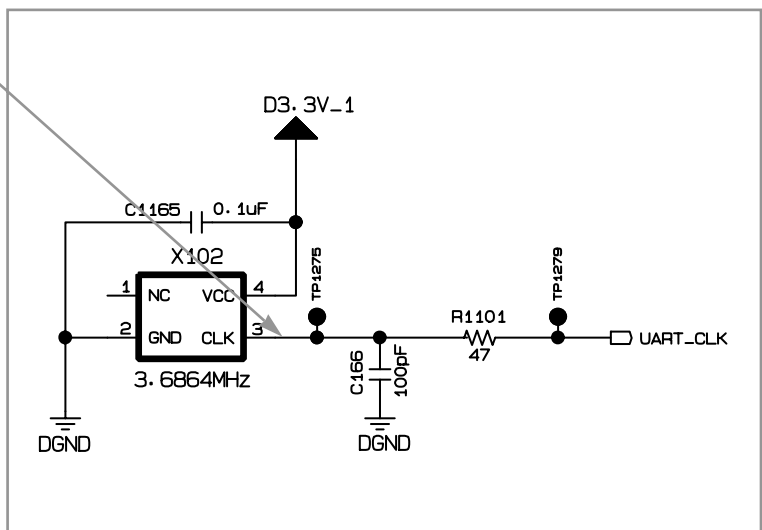 D3.3V_1
C1165 0.1uF
X102
1 NC VCC 4
2 GND CLK 3
3.6864MHz
DGND
TP1275
C166
100pF
DGND
R1101
47
TP1279
UART_CLK